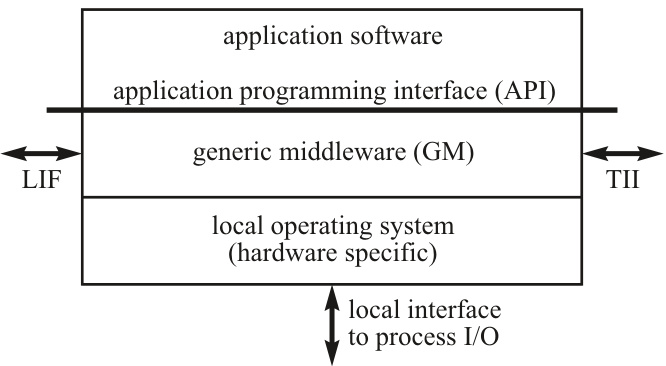 application software
application programming interface (API)
generic middleware (GM)
LIF
TII
local operating system
(hardware specific)
local interface
to process I/O